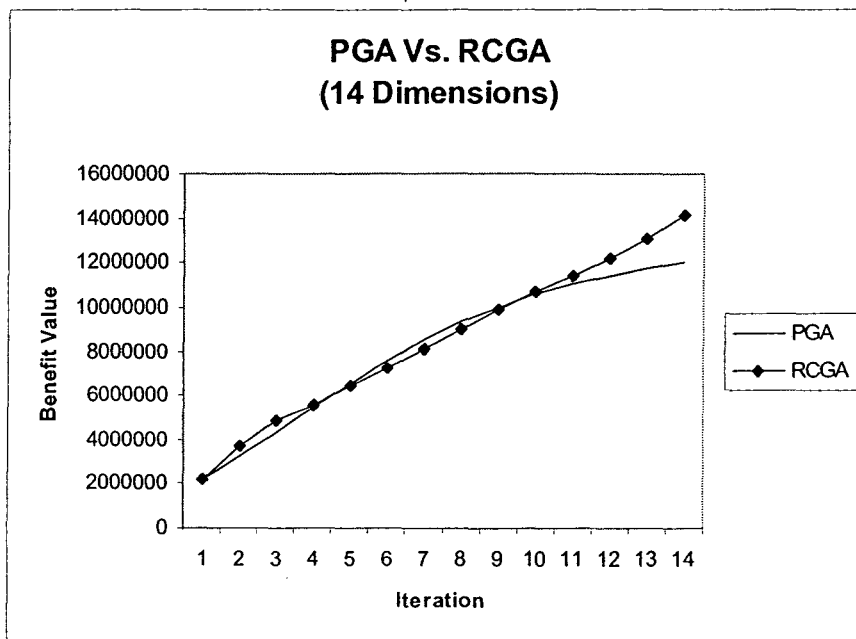 PGA Vs. RCGA
(14 Dimensions)
16000000
14000000
12000000
10000000
8000000
6000000
4000000
2000000
0
Benefit Value
1 2 3 4 5 6 7 8 9 10 11 12 13 14
Iteration
PGA
RCGA